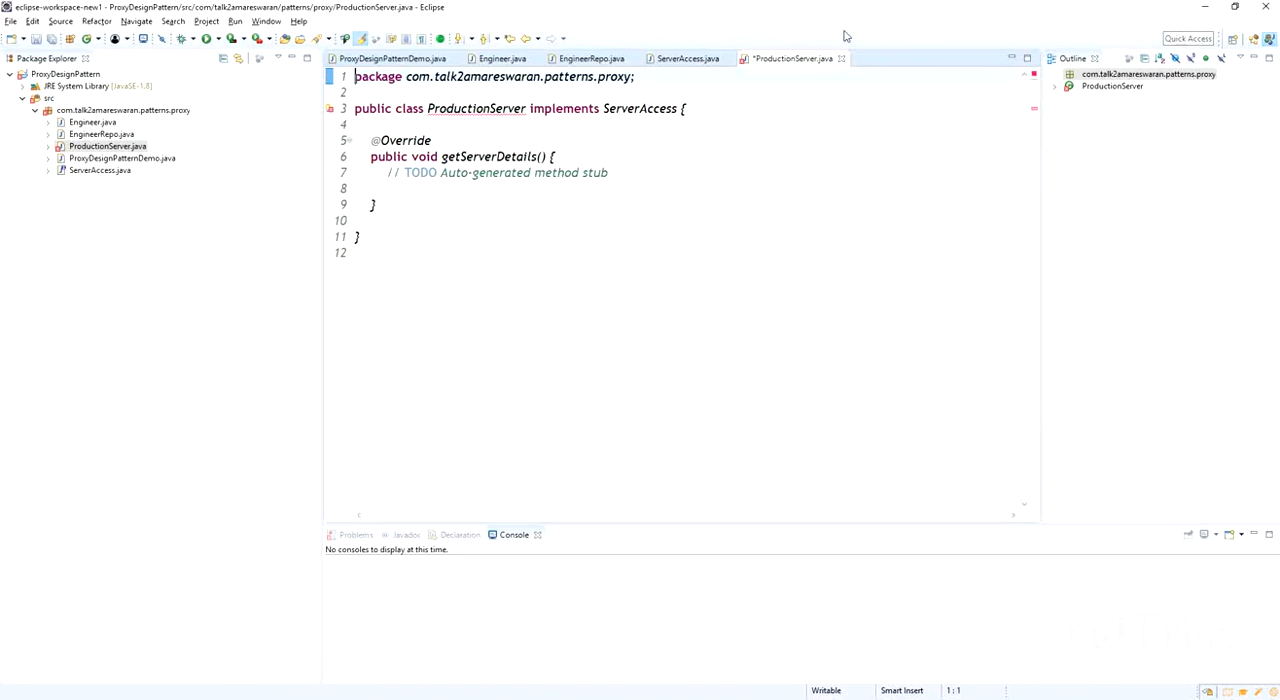 eclipse-workspace-new1 - ProxyDesignPattern/src/com/talk2amareswaran/patterns/proxy/ProductionServer.java - Eclipse
File Edit Source Refactor Navigate Search Project Run Window Help
Quick Access
Package Explorer
ProxyDesignPatternDemo.java Engineer.java EngineerRepo.java ServerAccess.java *ProductionServer.java
Outline
ProxyDesignPattern
JRE System Library [JavaSE-1.8]
src
com.talk2amareswaran.patterns.proxy
Engineer.java
EngineerRepo.java
ProductionServer.java
ProxyDesignPatternDemo.java
ServerAccess.java
1 package com.talk2amareswaran.patterns.proxy;
2
3 public class ProductionServer implements ServerAccess {
4
5 @Override
6 public void getServerDetails() {
7 // TODO Auto-generated method stub
8
9 }
10
11 }
12
com.talk2amareswaran.patterns.proxy
ProductionServer
Problems Javadoc Declaration Console
No consoles to display at this time.
Writable Smart Insert 1 : 1